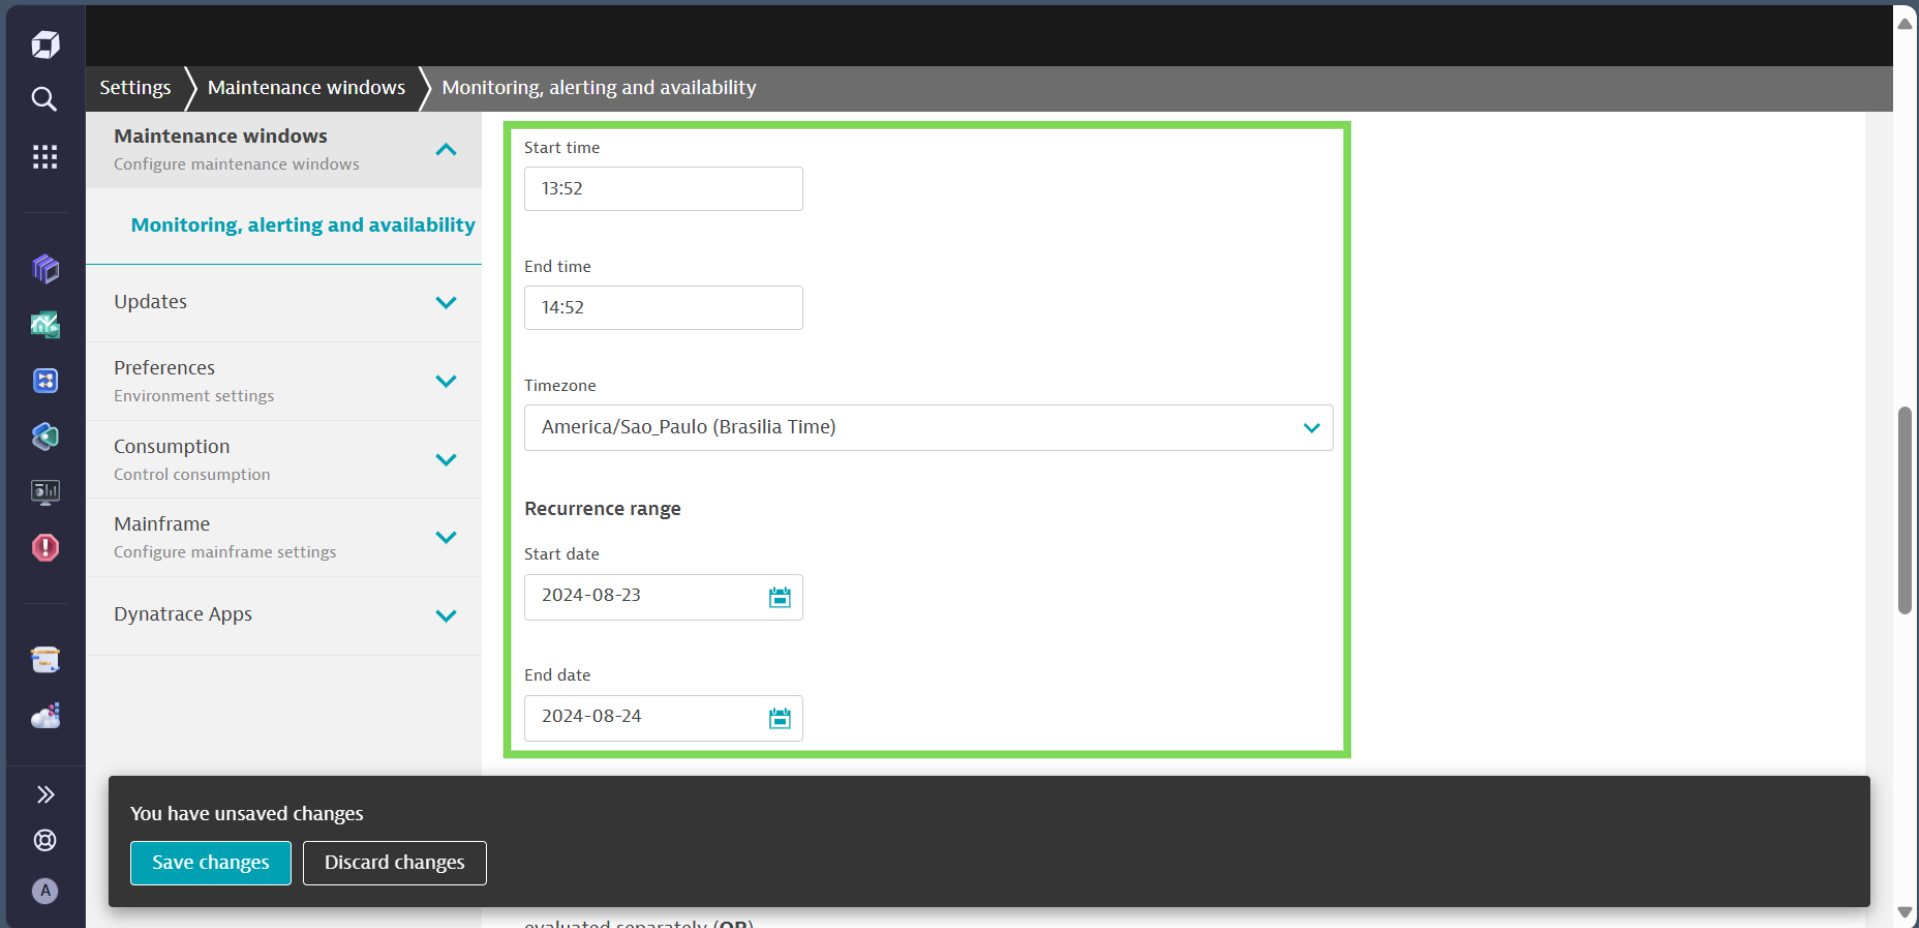 Settings
Maintenance windows
Monitoring, alerting and availability
Maintenance windows
Configure maintenance windows
Monitoring, alerting and availability
Updates
Preferences
Environment settings
Consumption
Control consumption
Mainframe
Configure mainframe settings
Dynatrace Apps
Start time
13:52
End time
14:52
Timezone
America/Sao_Paulo (Brasilia Time)
Recurrence range
Start date
2024-08-23
End date
2024-08-24
You have unsaved changes
Save changes
Discard changes
A
evaluated separately (OR)